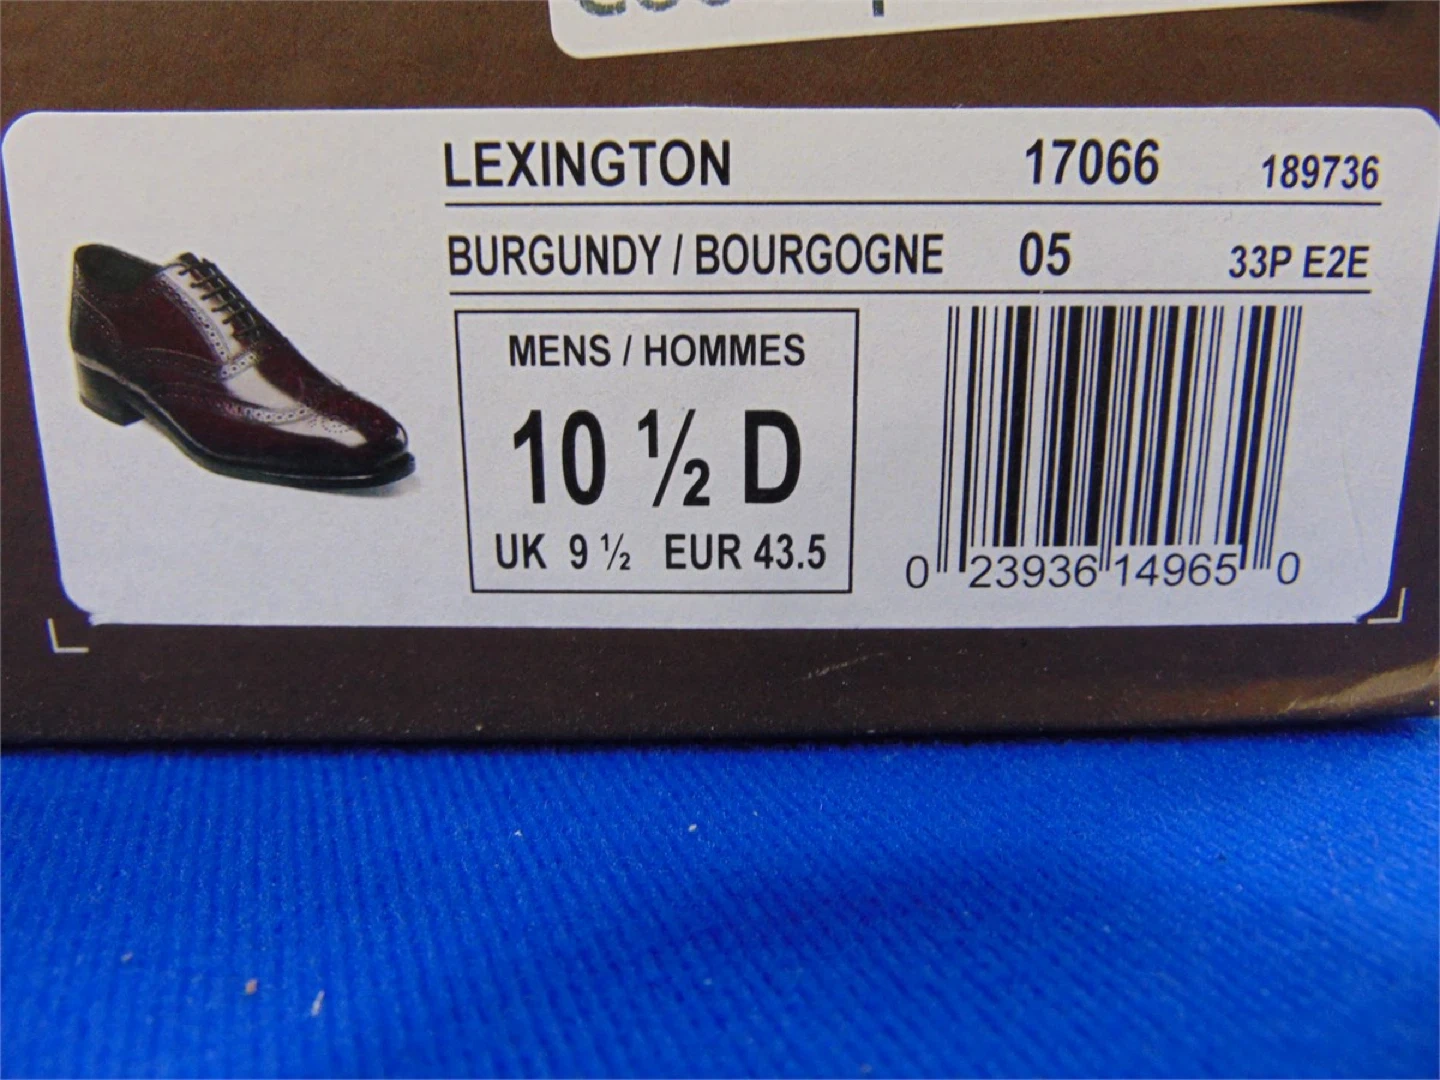 LEXINGTON 17066 189736
BURGUNDY / BOURGOGNE 05 33P E2E
MENS / HOMMES
10 ½ D
UK 9 ½ EUR 43.5
0 23936 14965 0